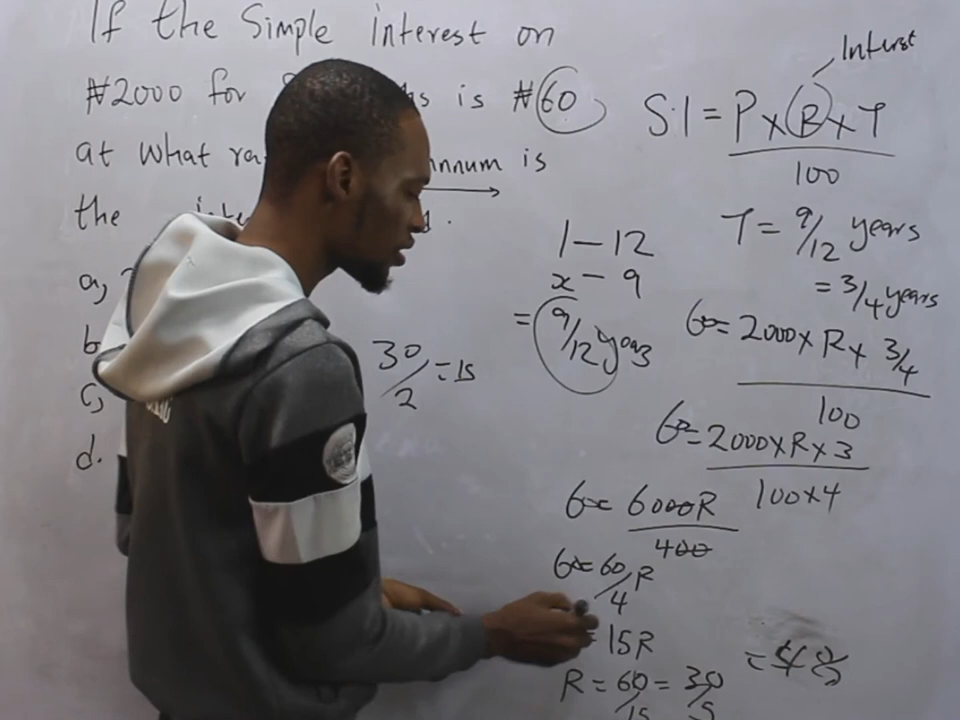 If the Simple interest on
₦2000 for is ₦60
at what annum is
the
a,
b
c,
d.
30/2 = 15
1 – 12
x – 9
= 9/12 years
Interest
S.I = P x R x T
100
T = 9/12 years
= 3/4 years
60 = 2000 x R x 3/4
100
60 = 2000 x R x 3
100 x 4
60 = 6000R
400
60 = 60/4 R
= 15R
R = 60/15 = 30/5